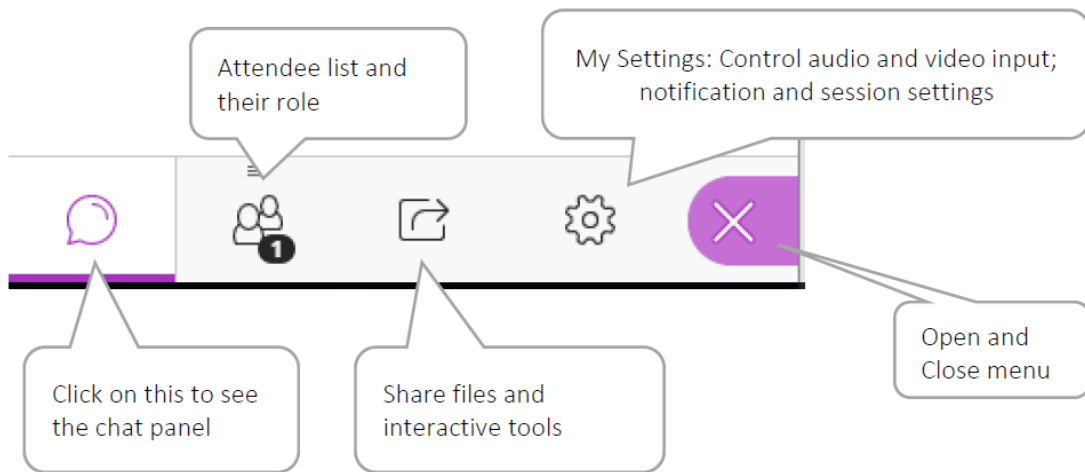 Attendee list and
their role
My Settings: Control audio and video input;
notification and session settings
1
Click on this to see
the chat panel
Share files and
interactive tools
Open and
Close menu